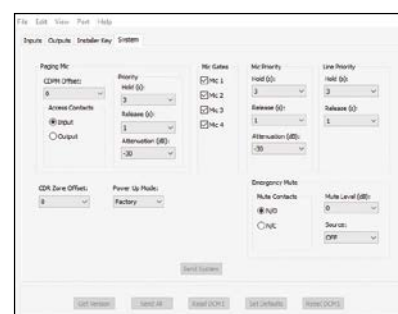 File Edit View Port Help
Inputs Outputs Installer Key System
Paging Mic
CDPM Offset:
0
Access Contacts
Input
Output
Priority
Hold (s):
3
Release (s):
1
Attenuation (dB):
-30
Mic Gates
Mic 1
Mic 2
Mic 3
Mic 4
Mic Priority
Hold (s):
3
Release (s):
1
Attenuation (dB):
-30
Line Priority
Hold (s):
3
Release (s):
1
CDR Zone Offset:
0
Power Up Mode:
Factory
Emergency Mute
Mute Contacts
N/O
N/C
Mute Level (dB):
0
Source:
OFF
Send System
Get Version Send All Read DCM1 Set Defaults Reset DCM1